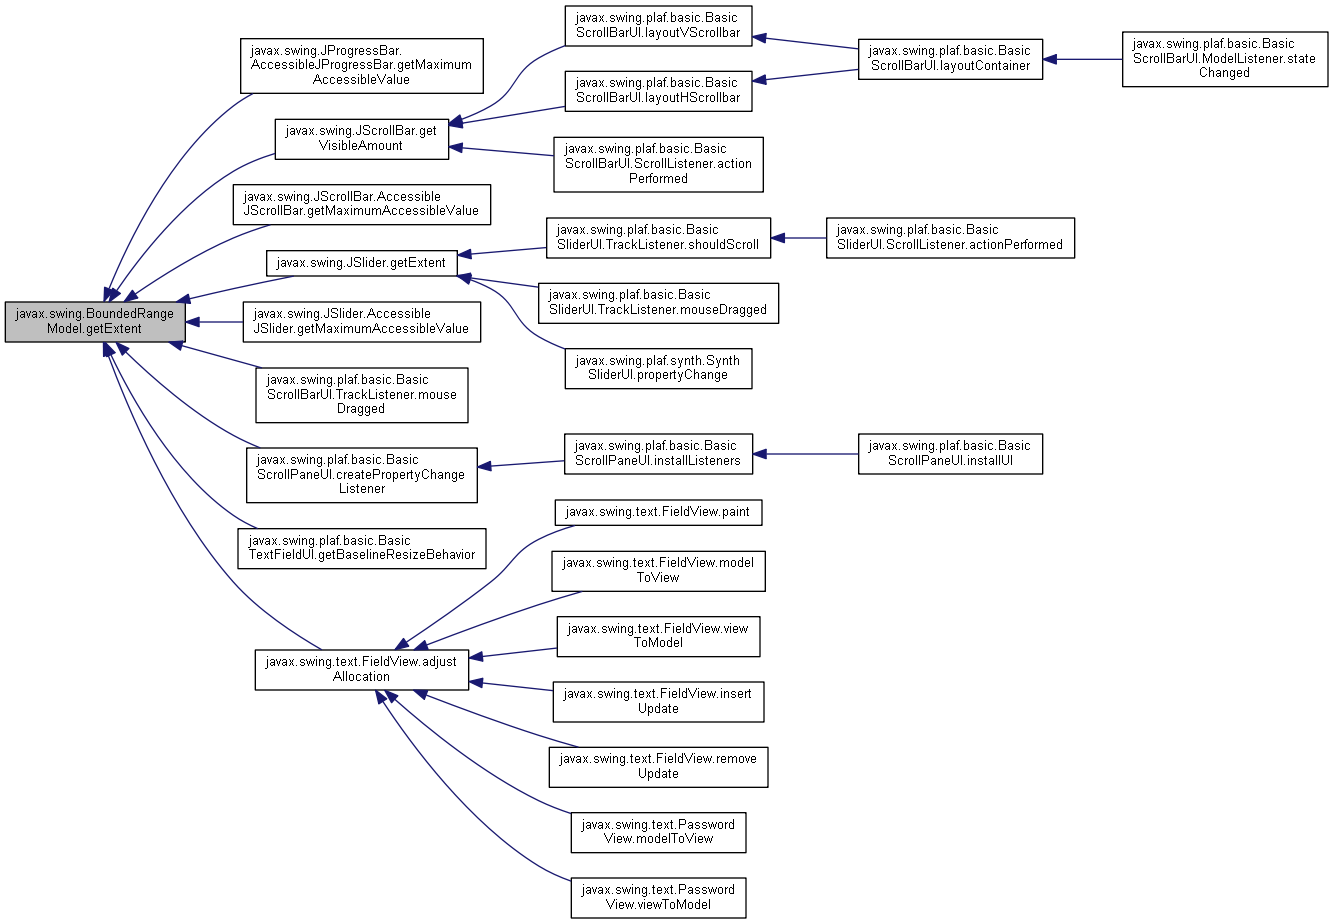 javax.swing.BoundedRange
Model.getExtent
javax.swing.JProgressBar.
AccessibleJProgressBar.getMaximum
AccessibleValue
javax.swing.JScrollBar.get
VisibleAmount
javax.swing.plaf.basic.Basic
ScrollBarUI.layoutVScrollbar
javax.swing.plaf.basic.Basic
ScrollBarUI.layoutHScrollbar
javax.swing.plaf.basic.Basic
ScrollBarUI.layoutContainer
javax.swing.plaf.basic.Basic
ScrollBarUI.ModelListener.state
Changed
javax.swing.plaf.basic.Basic
ScrollBarUI.ScrollListener.action
Performed
javax.swing.JScrollBar.Accessible
JScrollBar.getMaximumAccessibleValue
javax.swing.JSlider.getExtent
javax.swing.plaf.basic.Basic
SliderUI.TrackListener.shouldScroll
javax.swing.plaf.basic.Basic
SliderUI.ScrollListener.actionPerformed
javax.swing.plaf.basic.Basic
SliderUI.TrackListener.mouseDragged
javax.swing.plaf.synth.Synth
SliderUI.propertyChange
javax.swing.JSlider.Accessible
JSlider.getMaximumAccessibleValue
javax.swing.plaf.basic.Basic
ScrollBarUI.TrackListener.mouse
Dragged
javax.swing.plaf.basic.Basic
ScrollPaneUI.createPropertyChange
Listener
javax.swing.plaf.basic.Basic
ScrollPaneUI.installListeners
javax.swing.plaf.basic.Basic
ScrollPaneUI.installUI
javax.swing.plaf.basic.Basic
TextFieldUI.getBaselineResizeBehavior
javax.swing.text.FieldView.adjust
Allocation
javax.swing.text.FieldView.paint
javax.swing.text.FieldView.model
ToView
javax.swing.text.FieldView.view
ToModel
javax.swing.text.FieldView.insert
Update
javax.swing.text.FieldView.remove
Update
javax.swing.text.Password
View.modelToView
javax.swing.text.Password
View.viewToModel